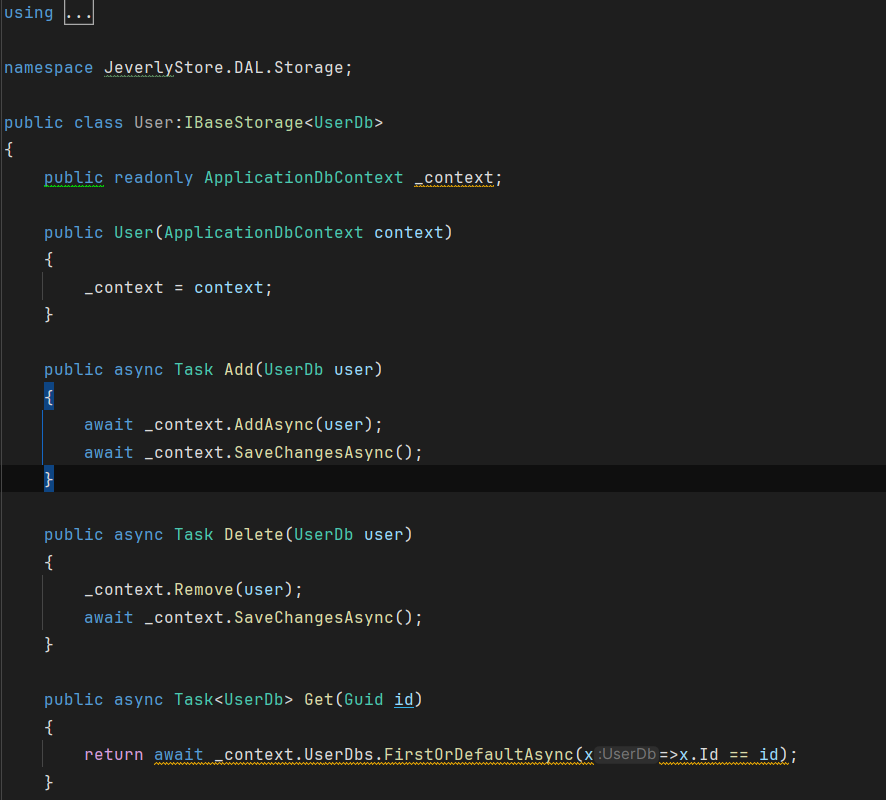 using ...
namespace JeverlyStore.DAL.Storage;
public class User:IBaseStorage<UserDb>
{
    public readonly ApplicationDbContext _context;
    public User(ApplicationDbContext context)
    {
        _context = context;
    }
    public async Task Add(UserDb user)
    {
        await _context.AddAsync(user);
        await _context.SaveChangesAsync();
    }
    public async Task Delete(UserDb user)
    {
        _context.Remove(user);
        await _context.SaveChangesAsync();
    }
    public async Task<UserDb> Get(Guid id)
    {
        return await _context.UserDbs.FirstOrDefaultAsync(x :UserDb =>x.Id == id);
    }